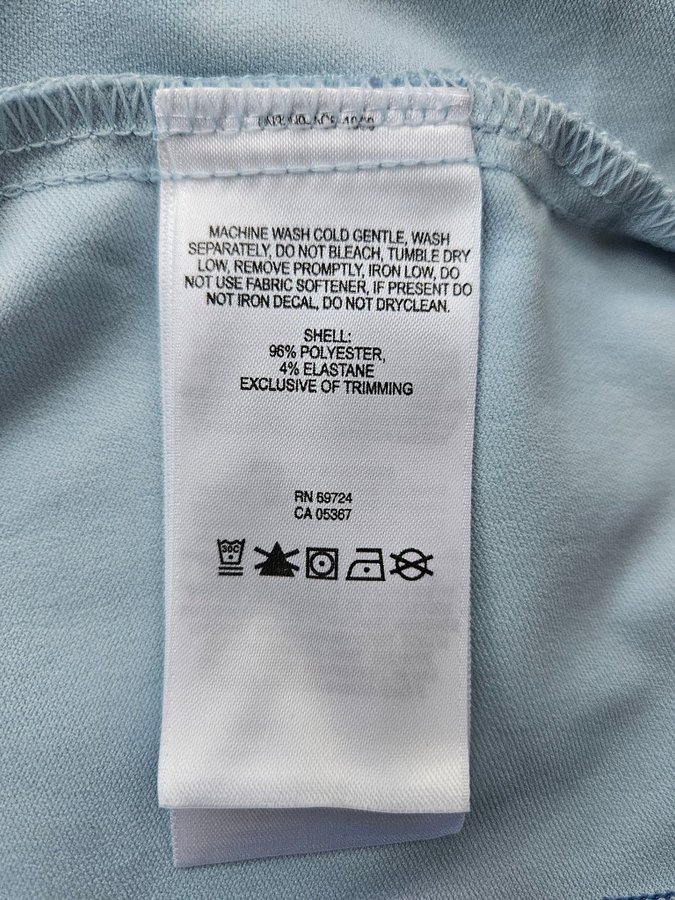 MACHINE WASH COLD GENTLE, WASH
SEPARATELY, DO NOT BLEACH, TUMBLE DRY
LOW, REMOVE PROMPTLY, IRON LOW, DO
NOT USE FABRIC SOFTENER, IF PRESENT DO
NOT IRON DECAL, DO NOT DRYCLEAN.
SHELL:
96% POLYESTER,
4% ELASTANE
EXCLUSIVE OF TRIMMING
RN 69724
CA 05367
30C